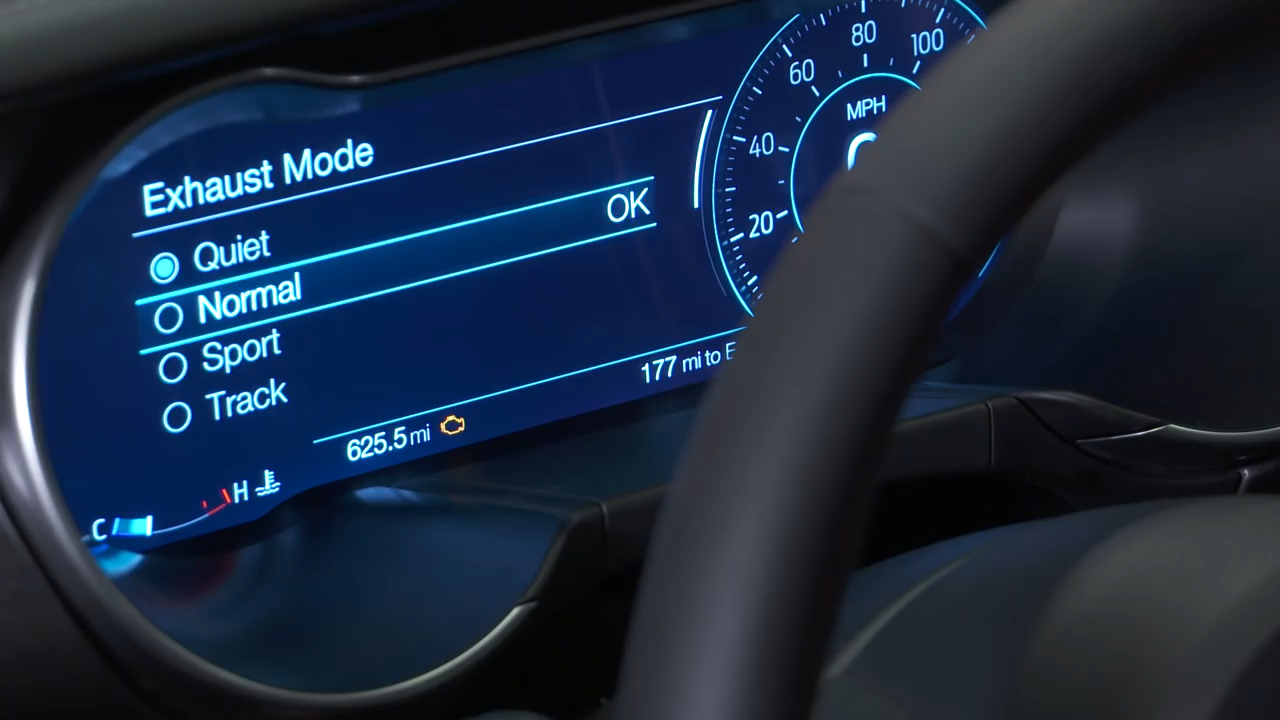 Exhaust Mode
Quiet
Normal OK
Sport
Track
625.5 mi
177 mi to
C H
20
40
60
80
100
MPH